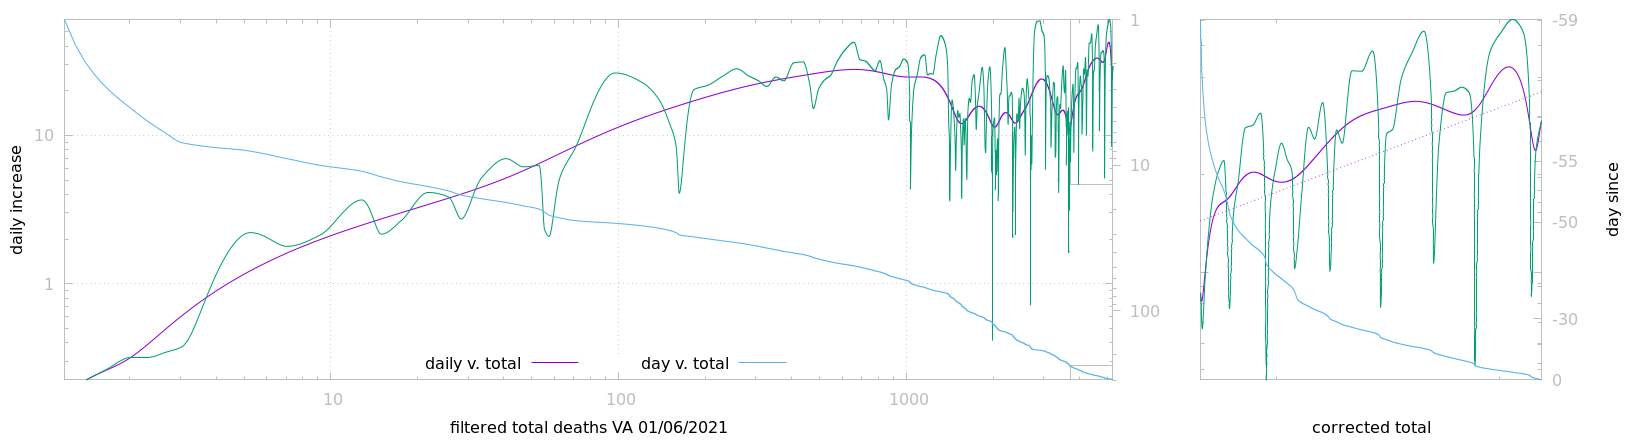 daily increase
10
1
10
100
1000
1
10
100
daily v. total
day v. total
filtered total deaths VA 01/06/2021
-59
-55
-50
-30
0
day since
corrected total